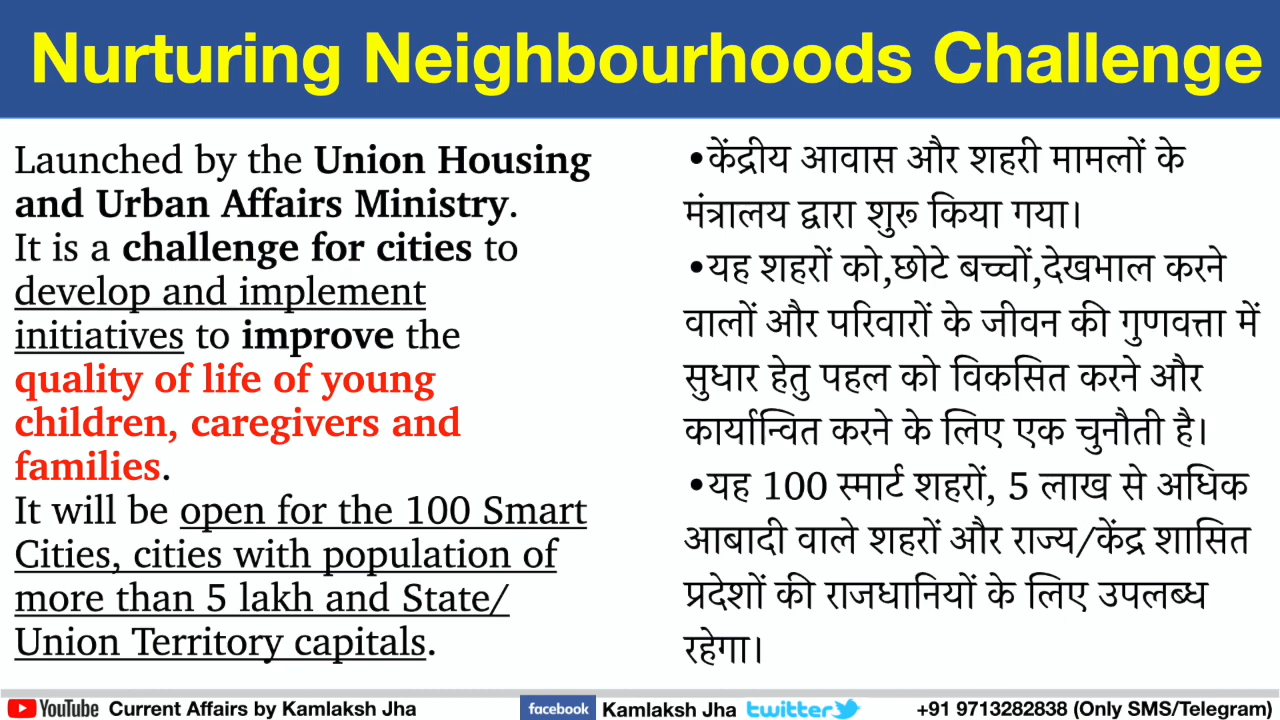 Nurturing Neighbourhoods Challenge
Launched by the Union Housing
and Urban Affairs Ministry.
It is a challenge for cities to
develop and implement
initiatives to improve the
quality of life of young
children, caregivers and
families.
It will be open for the 100 Smart
Cities, cities with population of
more than 5 lakh and State/
Union Territory capitals.
•केंद्रीय आवास और शहरी मामलों के
मंत्रालय द्वारा शुरू किया गया।
•यह शहरों को,छोटे बच्चों,देखभाल करने
वालों और परिवारों के जीवन की गुणवत्ता में
सुधार हेतु पहल को विकसित करने और
कार्यान्वित करने के लिए एक चुनौती है।
•यह 100 स्मार्ट शहरों, 5 लाख से अधिक
आबादी वाले शहरों और राज्य/केंद्र शासित
प्रदेशों की राजधानियों के लिए उपलब्ध
रहेगा।
YouTube Current Affairs by Kamlaksh Jha facebook Kamlaksh Jha twitter +91 9713282838 (Only SMS/Telegram)